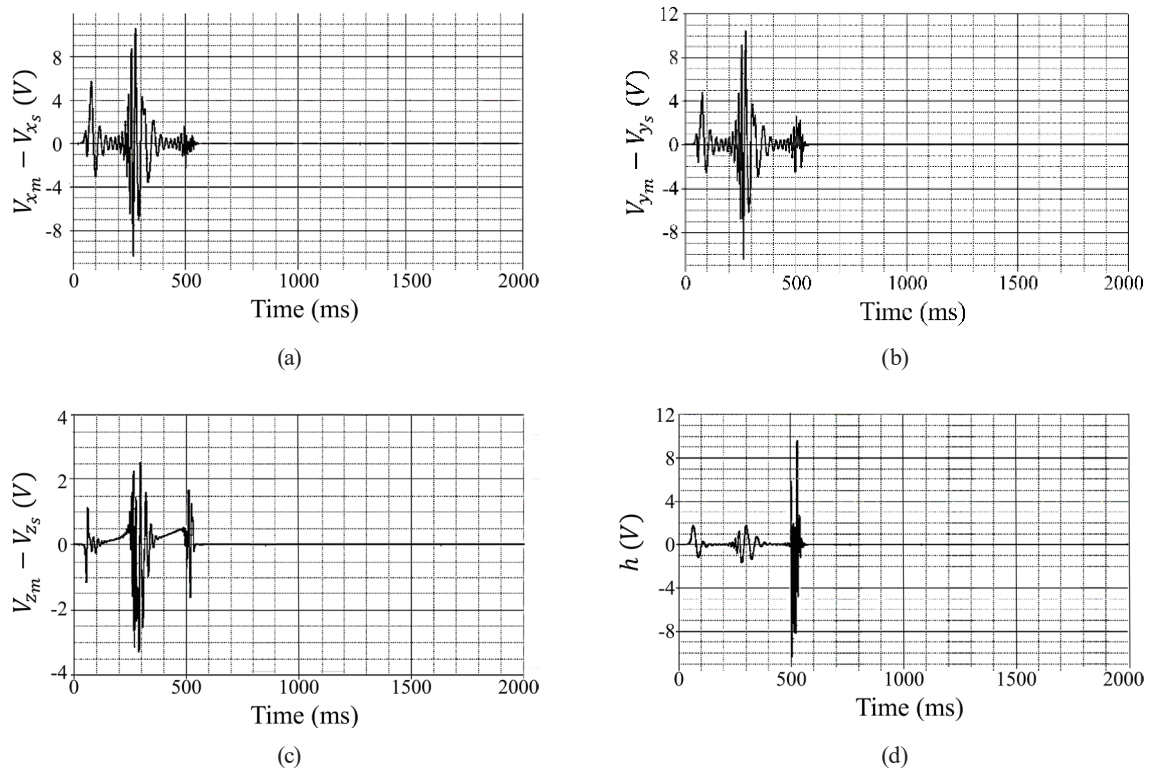 V_{x_m} − V_{x_s} (V)
8
4
0
-4
-8
0 500 1000 1500 2000
Time (ms)
(a)
V_{y_m} − V_{y_s} (V)
12
8
4
0
-4
-8
0 500 1000 1500 2000
Timc (ms)
(b)
V_{z_m} − V_{z_s} (V)
4
2
0
-2
-4
0 500 1000 1500 2000
Time (ms)
(c)
h (V)
12
8
4
0
-4
-8
0 500 1000 1500 2000
Time (ms)
(d)